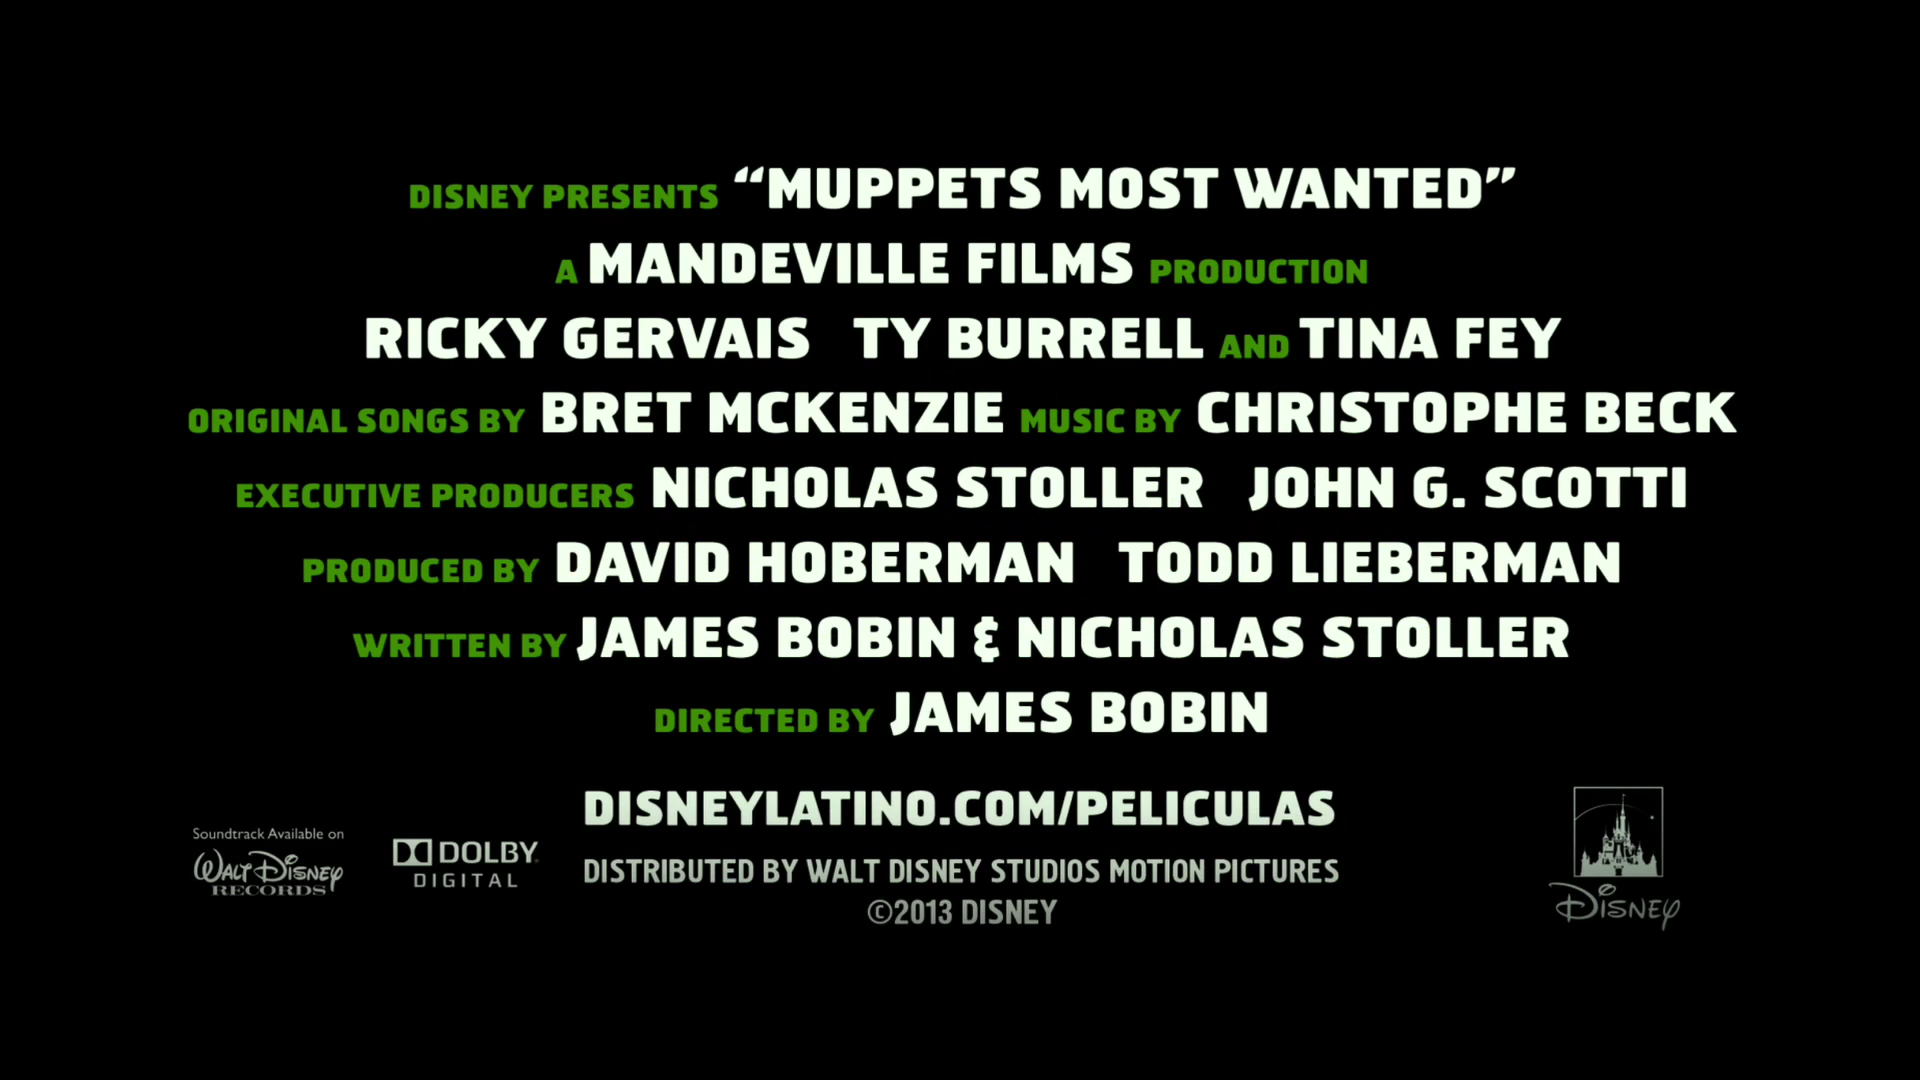 DISNEY PRESENTS “MUPPETS MOST WANTED”
A MANDEVILLE FILMS PRODUCTION
RICKY GERVAIS TY BURRELL AND TINA FEY
ORIGINAL SONGS BY BRET MCKENZIE MUSIC BY CHRISTOPHE BECK
EXECUTIVE PRODUCERS NICHOLAS STOLLER JOHN G. SCOTTI
PRODUCED BY DAVID HOBERMAN TODD LIEBERMAN
WRITTEN BY JAMES BOBIN & NICHOLAS STOLLER
DIRECTED BY JAMES BOBIN
DISNEYLATINO.COM/PELICULAS
Soundtrack Available on
WALT DISNEY
RECORDS
DOLBY
DIGITAL
DISTRIBUTED BY WALT DISNEY STUDIOS MOTION PICTURES
©2013 DISNEY
DISNEY